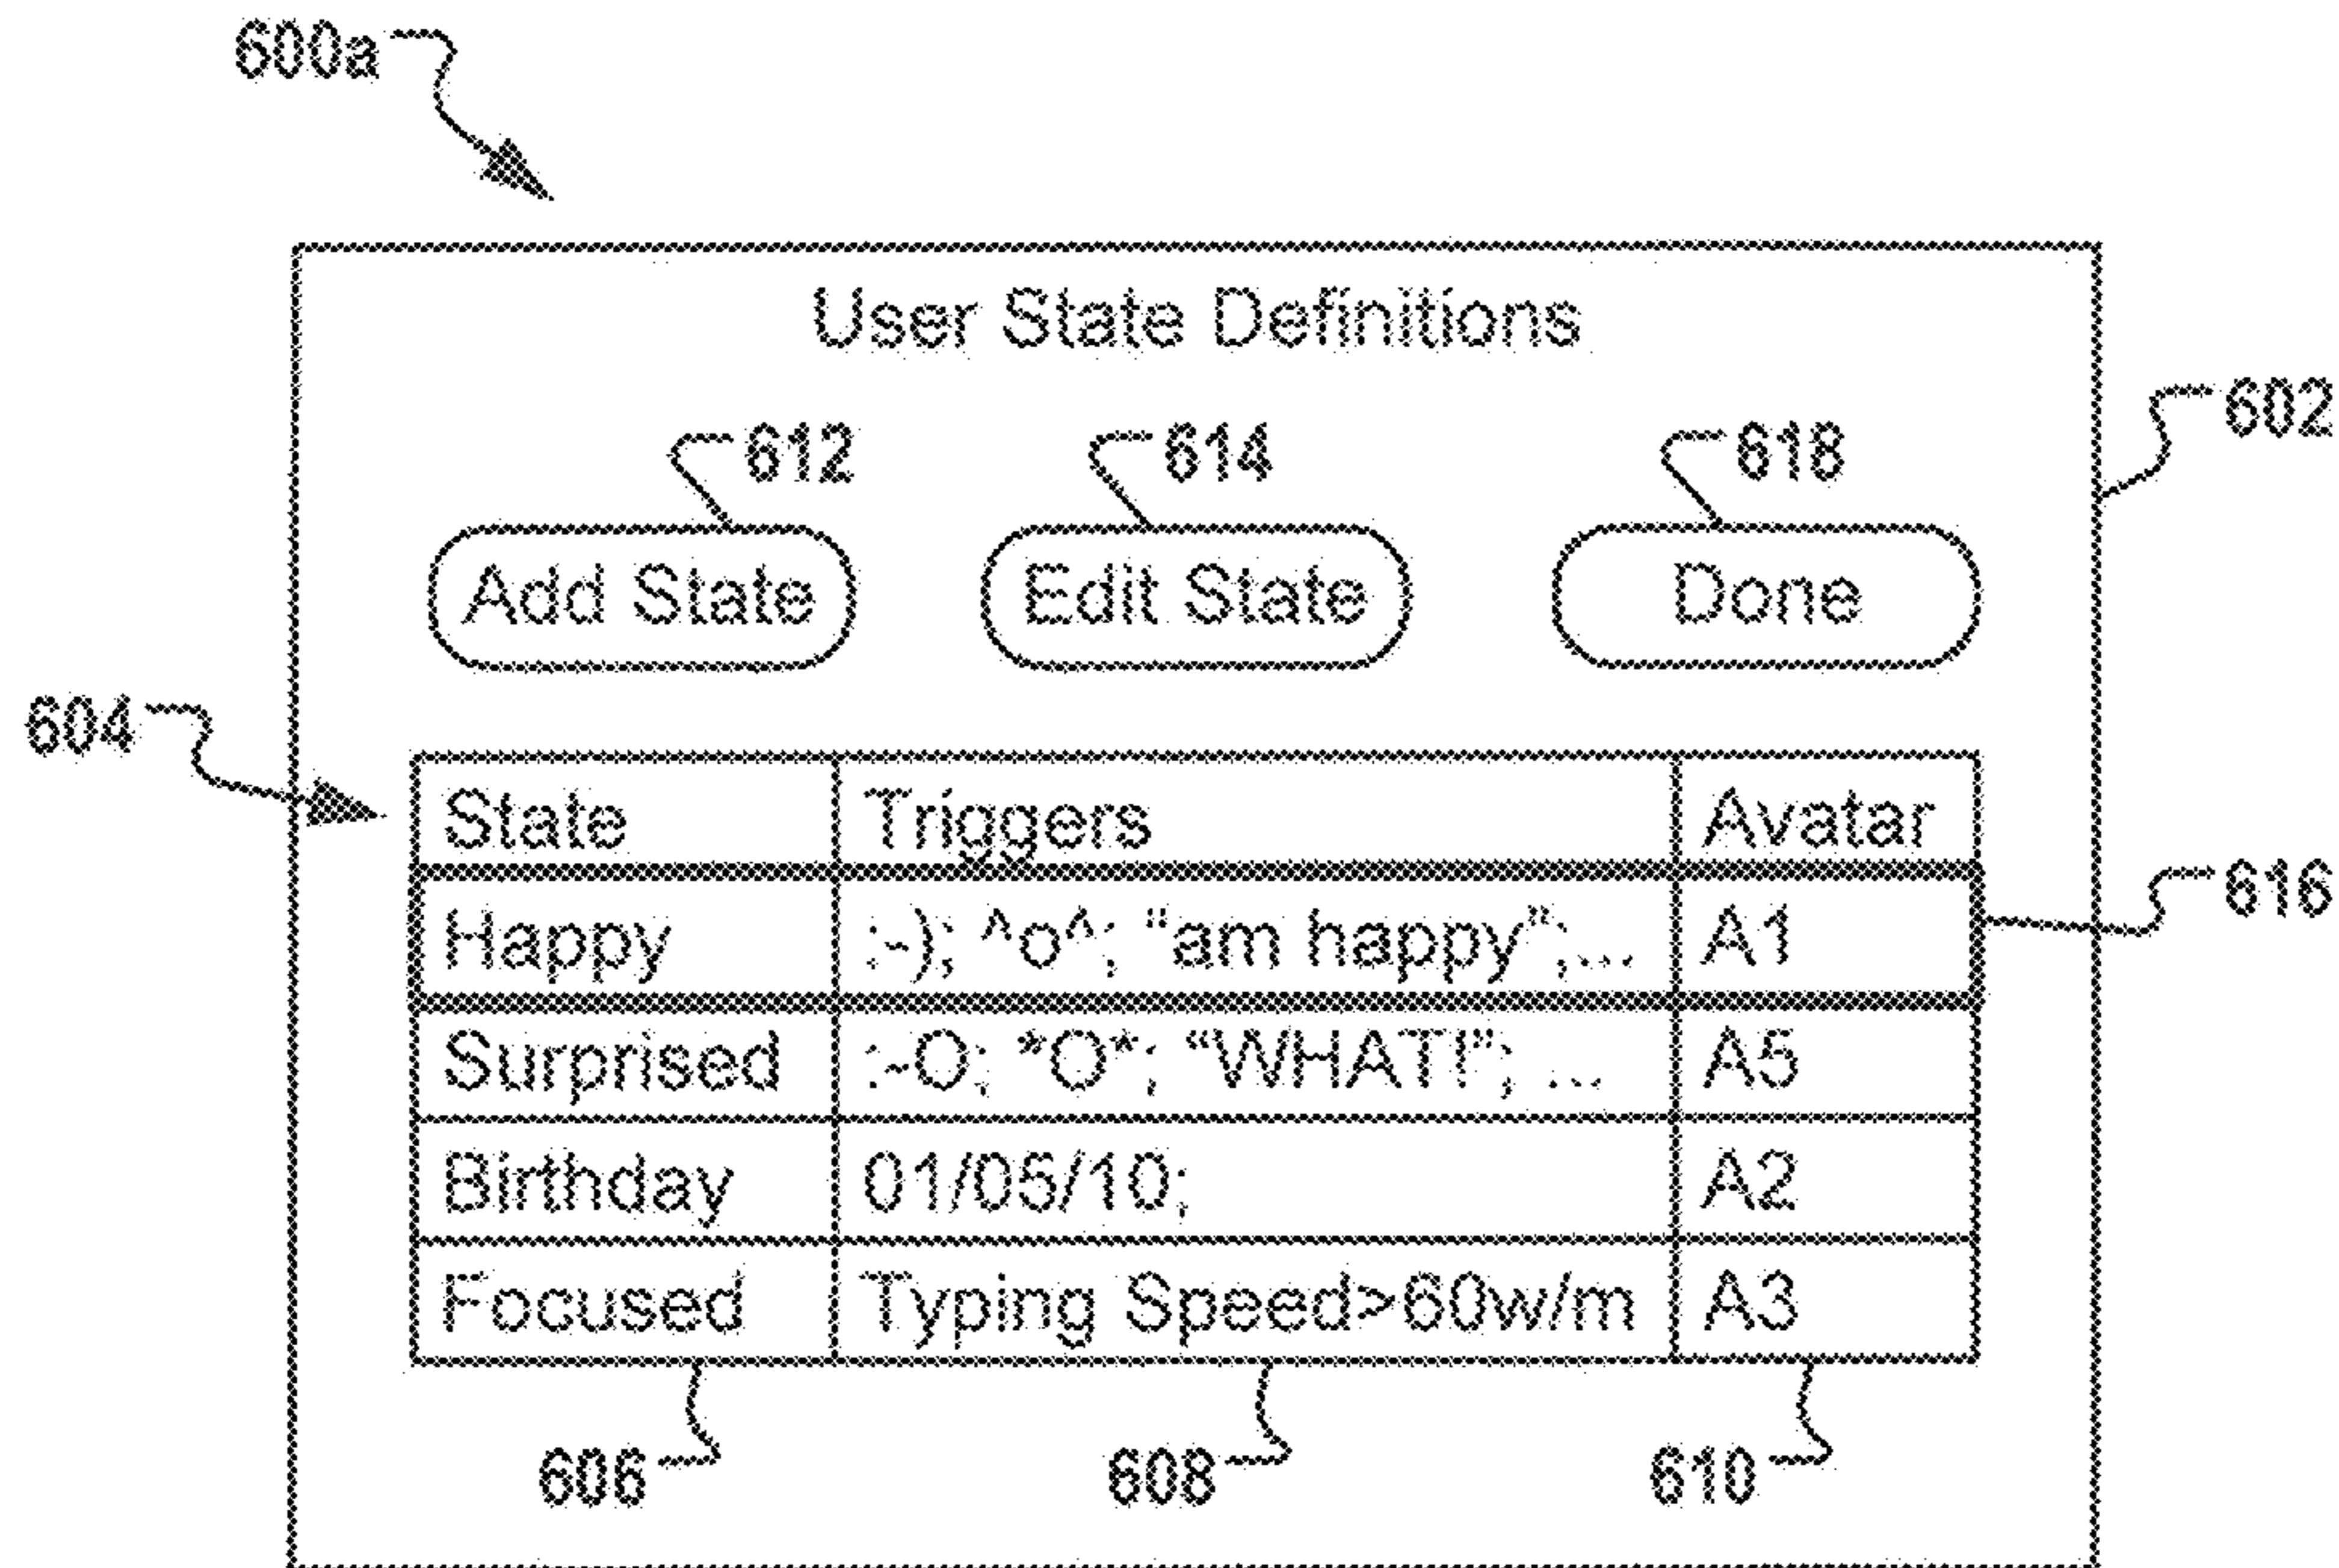 600a
User State Definitions
602
612 614 618
Add State Edit State Done
604
State Triggers Avatar
616
Happy :-); ^o^; “am happy”;... A1
Surprised :-O; *O*; “WHAT!”; ... A5
Birthday 01/05/10; A2
Focused Typing Speed>60w/m A3
606 608 610